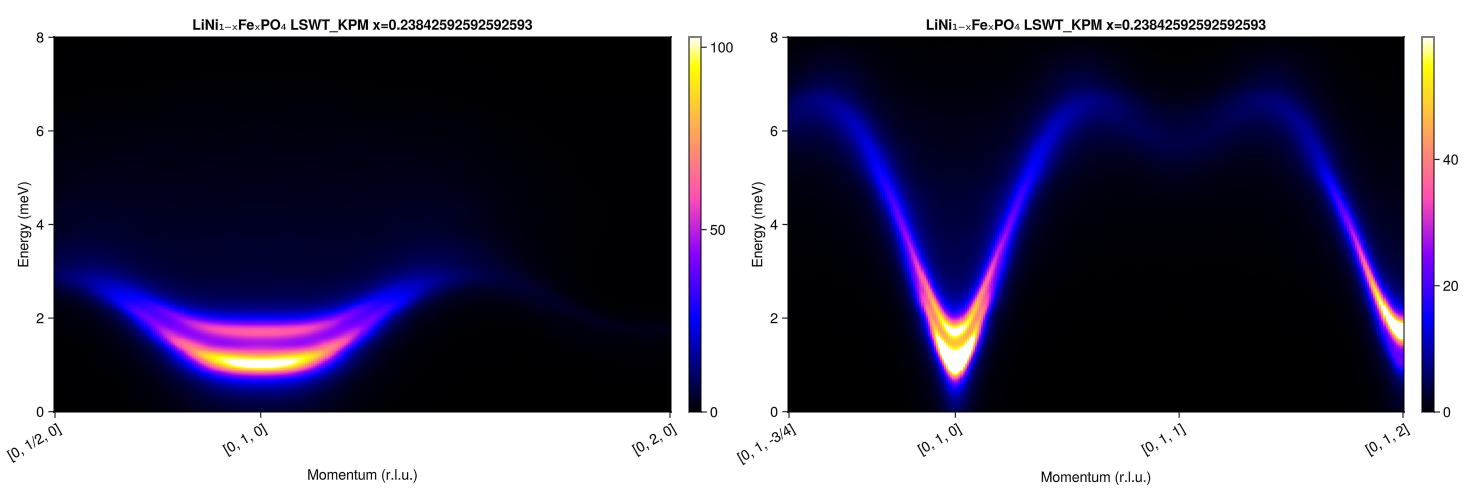 LiNi₁₋ₓFeₓPO₄ LSWT_KPM x=0.23842592592592593
8
6
4
2
0
Energy (meV)
[0, 1/2, 0]
[0, 1, 0]
[0, 2, 0]
Momentum (r.l.u.)
100
50
0
LiNi₁₋ₓFeₓPO₄ LSWT_KPM x=0.23842592592592593
8
6
4
2
0
Energy (meV)
[0, 1, -3/4]
[0, 1, 0]
[0, 1, 1]
[0, 1, 2]
Momentum (r.l.u.)
40
20
0